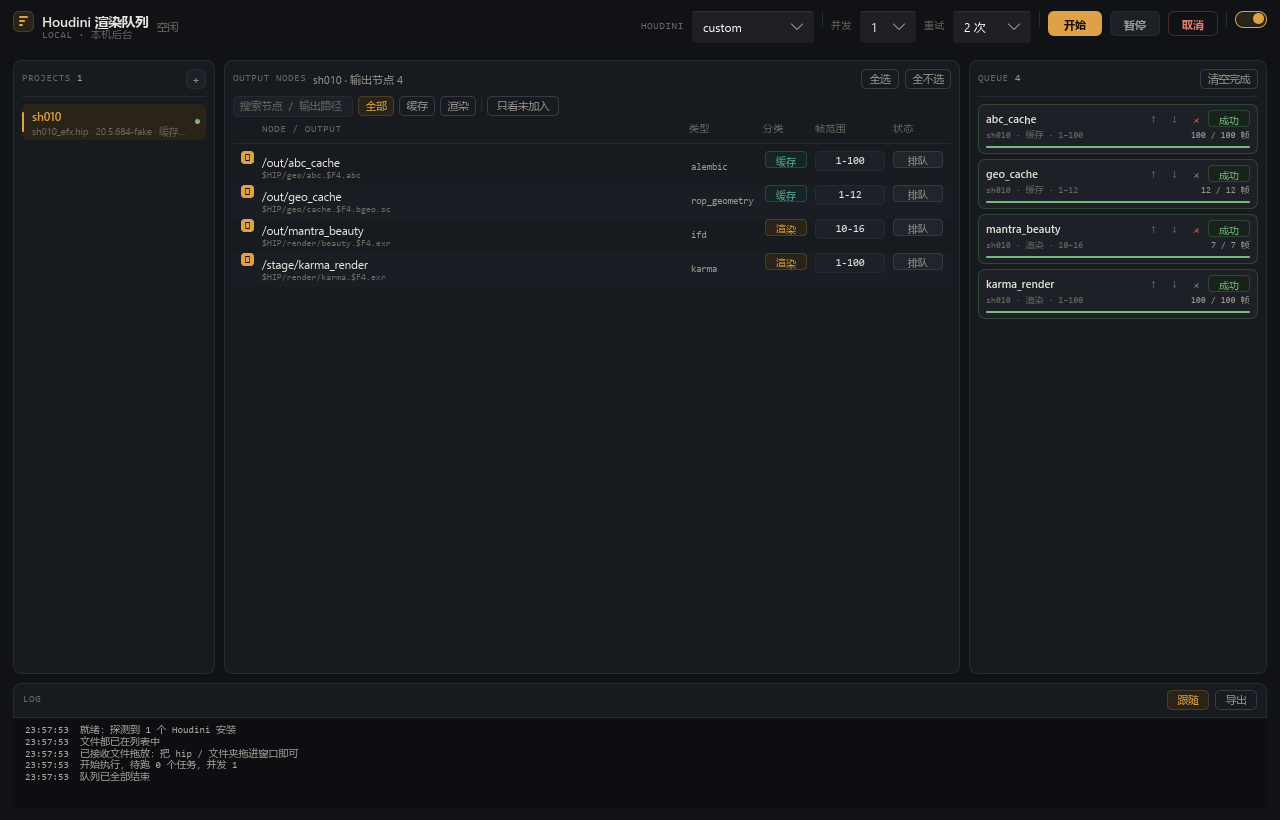 Houdini 渲染队列 空闲
LOCAL · 本机后台
HOUDINI custom 并发 1 重试 2 次 开始 暂停 取消
PROJECTS 1 +
sh010
sh010_efx.hip · 20.5.684-fake · 缓存...
OUTPUT NODES sh010 · 输出节点 4 全选 全不选
搜索节点 / 输出路径 全部 缓存 渲染 只看未加入
NODE / OUTPUT 类型 分类 帧范围 状态
/out/abc_cache alembic 缓存 1-100 排队
$HIP/geo/abc.$F4.abc
/out/geo_cache rop_geometry 缓存 1-12 排队
$HIP/geo/cache.$F4.bgeo.sc
/out/mantra_beauty ifd 渲染 10-16 排队
$HIP/render/beauty.$F4.exr
/stage/karma_render karma 渲染 1-100 排队
$HIP/render/karma.$F4.exr
QUEUE 4 清空完成
abc_cache ↑ ↓ × 成功
sh010 · 缓存 · 1-100 100 / 100 帧
geo_cache ↑ ↓ × 成功
sh010 · 缓存 · 1-12 12 / 12 帧
mantra_beauty ↑ ↓ × 成功
sh010 · 渲染 · 10-16 7 / 7 帧
karma_render ↑ ↓ × 成功
sh010 · 渲染 · 1-100 100 / 100 帧
LOG 跟随 导出
23:57:53 就绪: 探测到 1 个 Houdini 安装
23:57:53 文件都已在列表中
23:57:53 已接收文件拖放: 把 hip / 文件夹拖进窗口即可
23:57:53 开始执行, 待跑 0 个任务, 并发 1
23:57:53 队列已全部结束